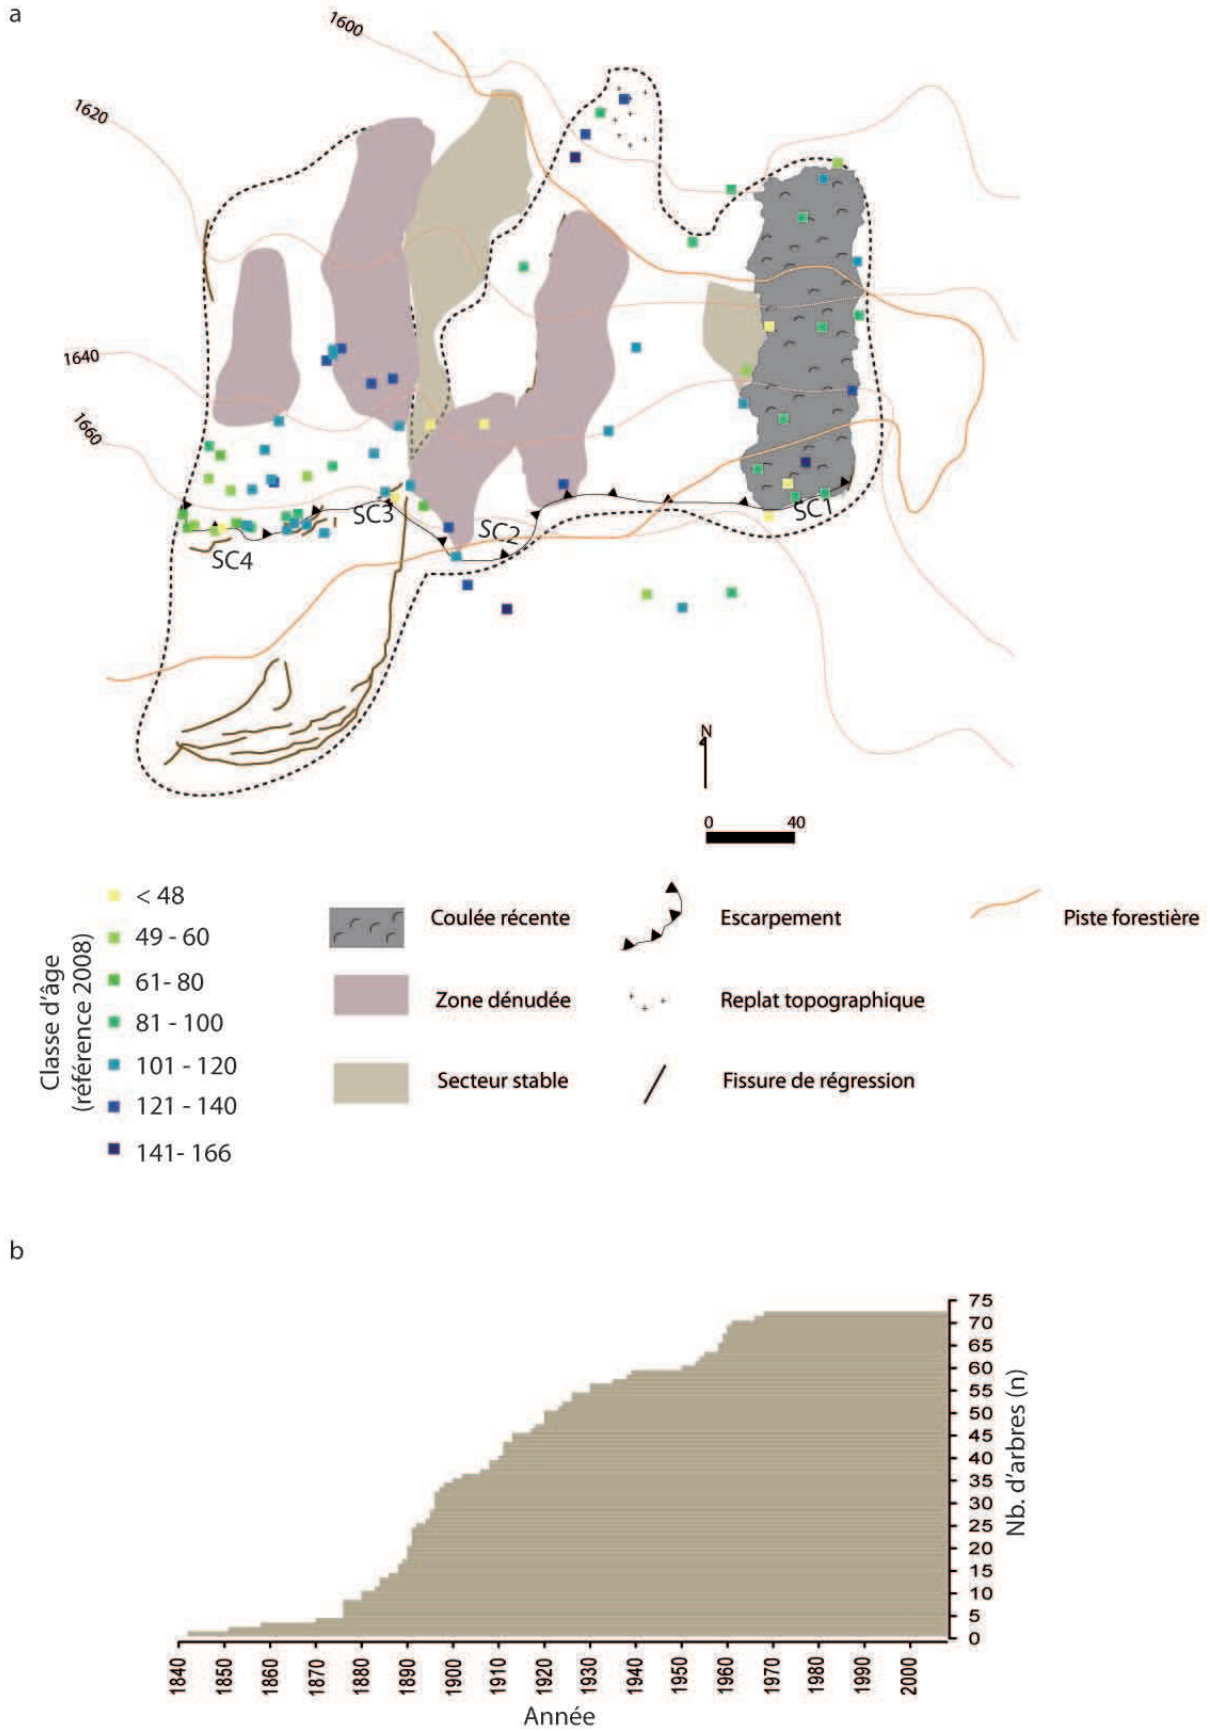 a
1600
1620
1640
1660
SC3
SC2
SC1
SC4
N
0 40
< 48
49 - 60
61- 80
81 - 100
101 - 120
121 - 140
141- 166
Classe d'âge
(référence 2008)
Coulée récente
Zone dénudée
Secteur stable
Escarpement
Replat topographique
Fissure de régression
Piste forestière
b
75
70
65
60
55
50
45
40
35
30
25
20
15
10
5
0
Nb. d'arbres (n)
1840 1850 1860 1870 1880 1890 1900 1910 1920 1930 1940 1950 1960 1970 1980 1990 2000
Année